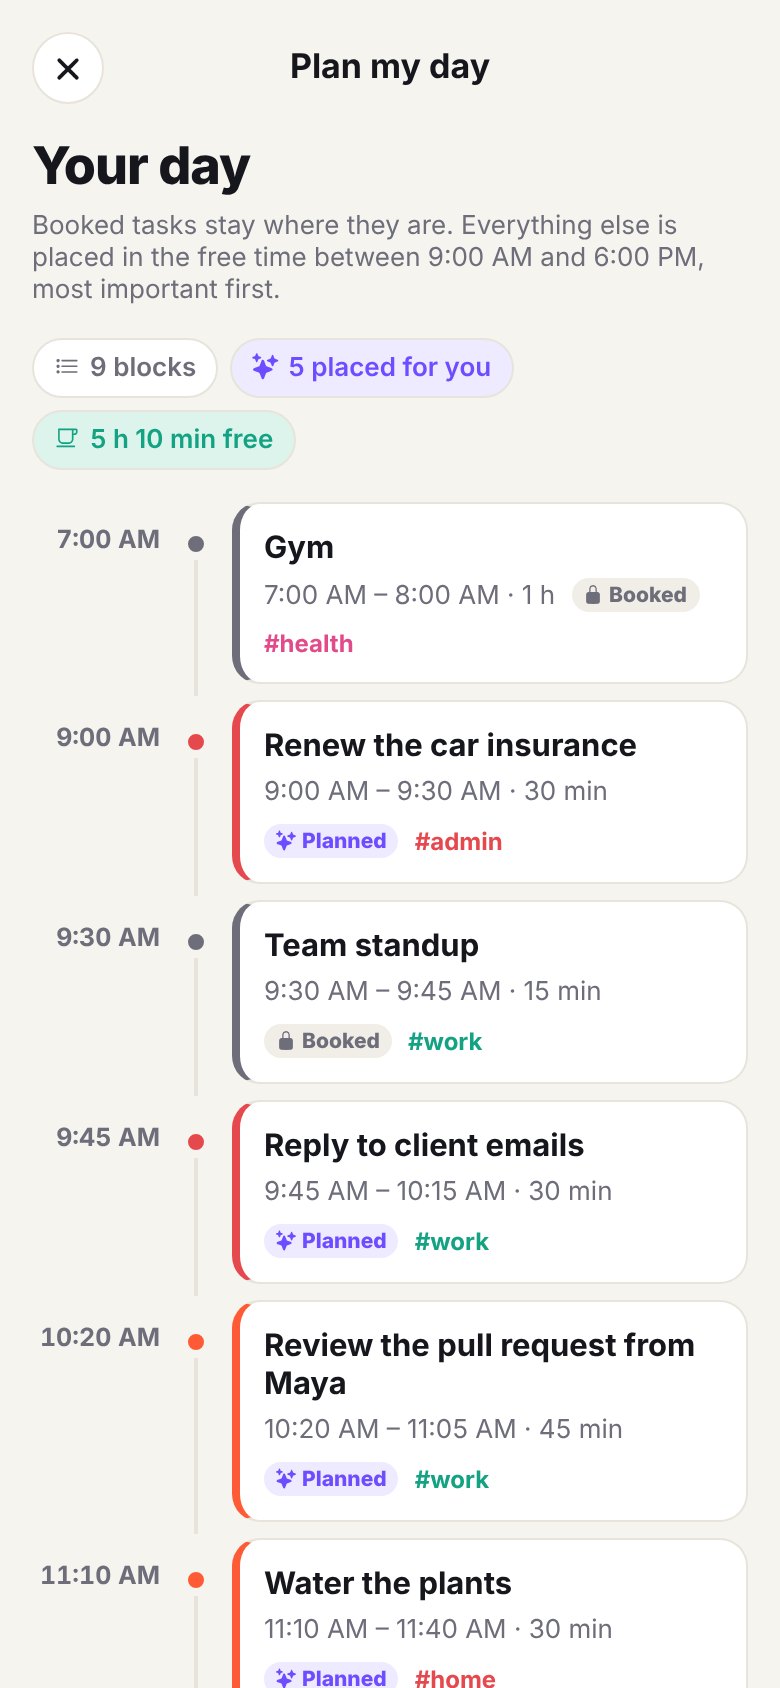 Plan my day
Your day
Booked tasks stay where they are. Everything else is
placed in the free time between 9:00 AM and 6:00 PM,
most important first.
9 blocks
5 placed for you
5 h 10 min free
7:00 AM
Gym
7:00 AM – 8:00 AM · 1 h
Booked
#health
9:00 AM
Renew the car insurance
9:00 AM – 9:30 AM · 30 min
Planned
#admin
9:30 AM
Team standup
9:30 AM – 9:45 AM · 15 min
Booked
#work
9:45 AM
Reply to client emails
9:45 AM – 10:15 AM · 30 min
Planned
#work
10:20 AM
Review the pull request from
Maya
10:20 AM – 11:05 AM · 45 min
Planned
#work
11:10 AM
Water the plants
11:10 AM – 11:40 AM · 30 min
Planned
#home